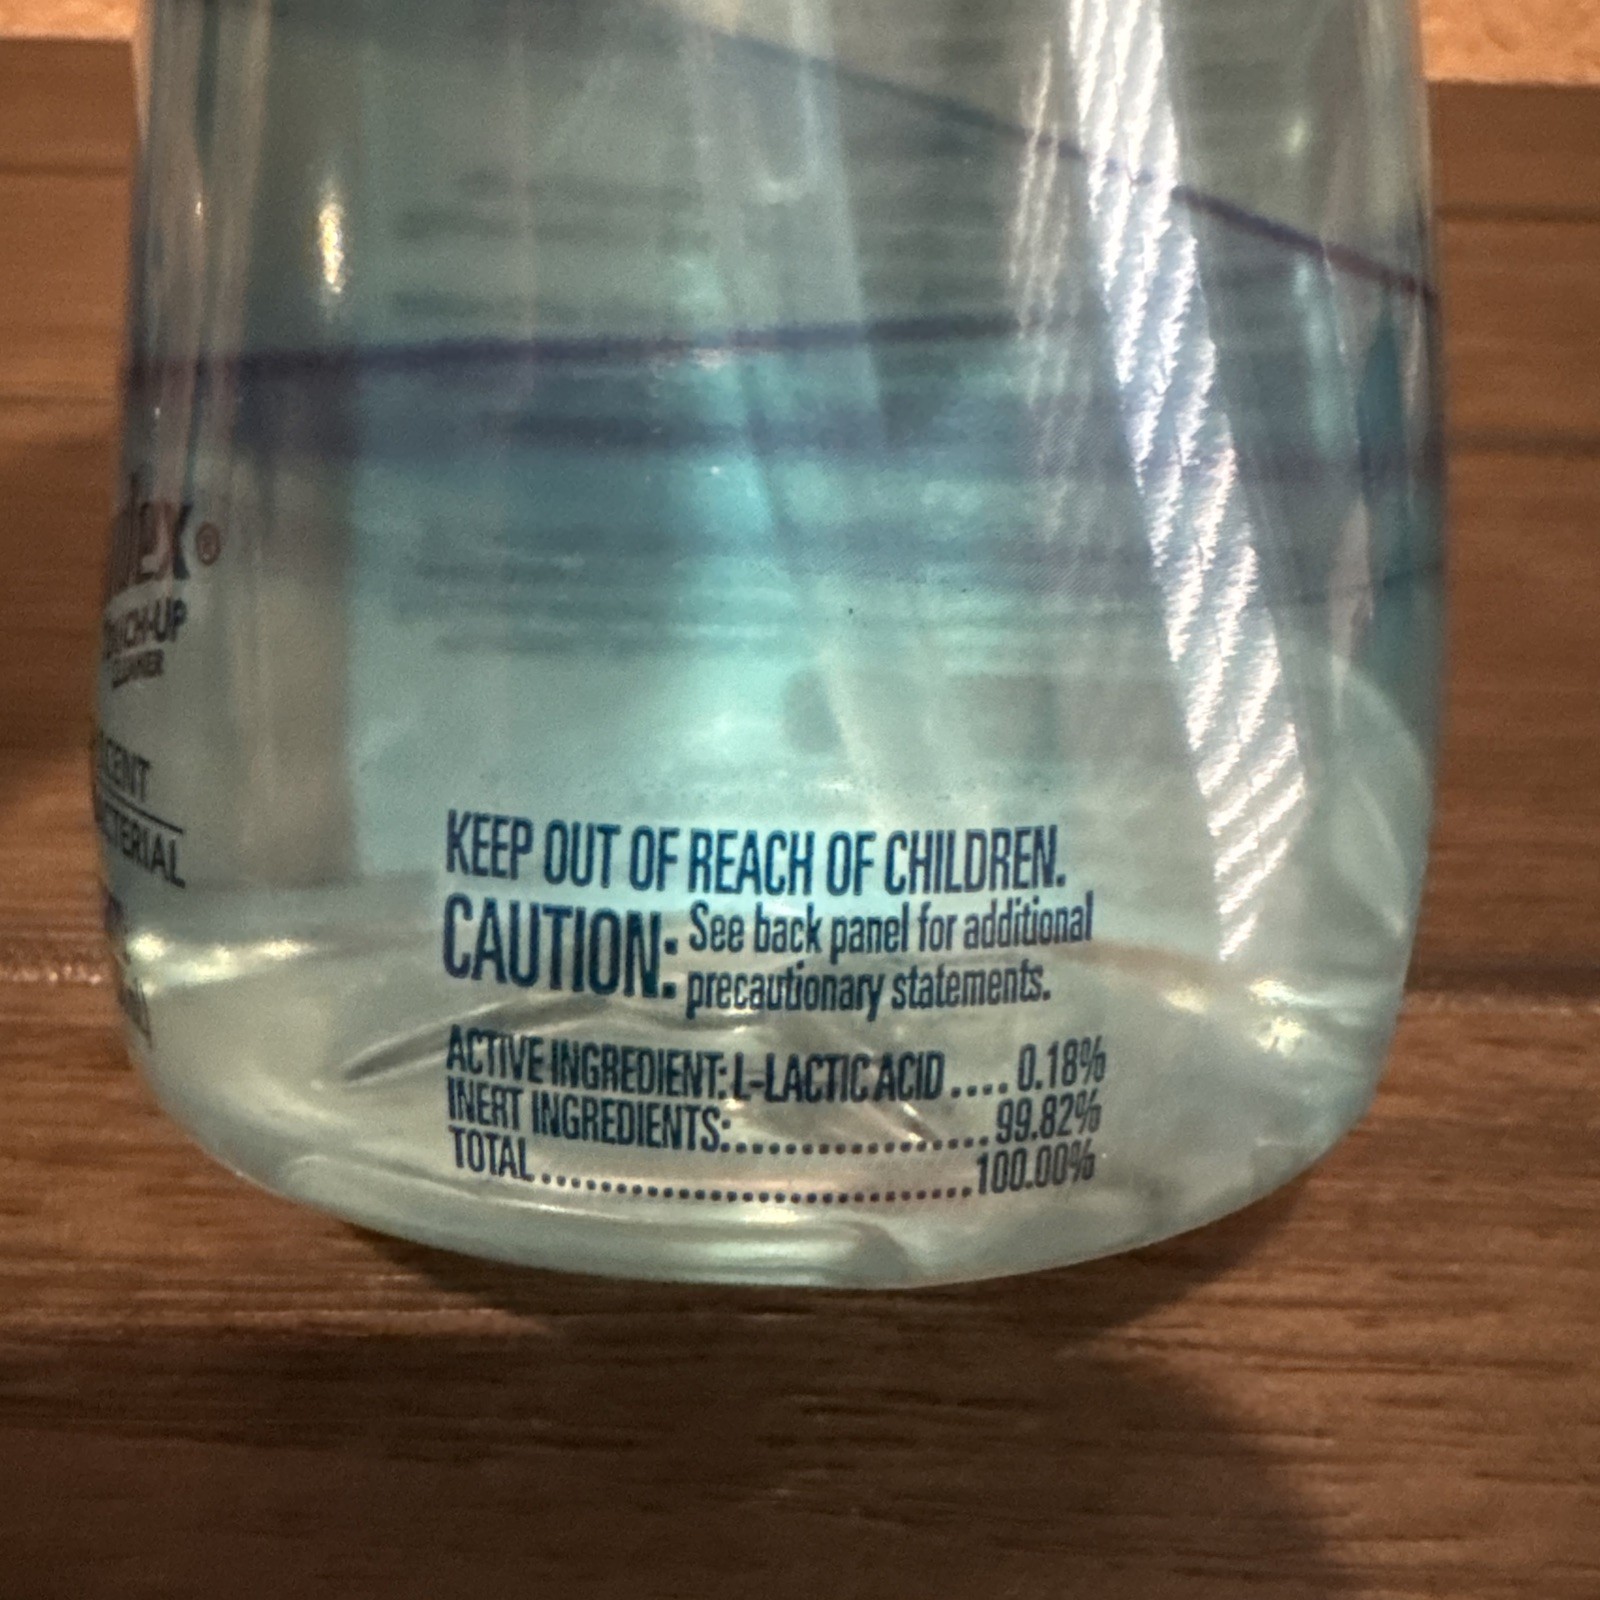 CLEANER
KEEP OUT OF REACH OF CHILDREN.
CAUTION: See back panel for additional
precautionary statements.
ACTIVE INGREDIENT: L-LACTIC ACID .... 0.18%
INERT INGREDIENTS:........................99.82%
TOTAL.......................................100.00%